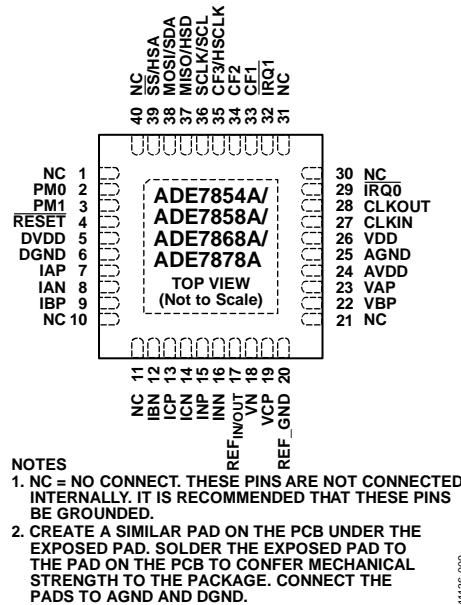 40 NC
39 SS/HSA
38 MOSI/SDA
37 MISO/HSD
36 SCLK/SCL
35 CF3/HSCLK
34 CF2
33 CF1
32 IRQ1
31 NC
NC 1
PM0 2
PM1 3
RESET 4
DVDD 5
DGND 6
IAP 7
IAN 8
IBP 9
NC 10
ADE7854A/
ADE7858A/
ADE7868A/
ADE7878A
TOP VIEW
(Not to Scale)
30 NC
29 IRQ0
28 CLKOUT
27 CLKIN
26 VDD
25 AGND
24 AVDD
23 VAP
22 VBP
21 NC
NC 11
IBN 12
ICP 13
ICN 14
INP 15
INN 16
REFIN/OUT 17
VN 18
VCP 19
REF_GND 20
NOTES
1. NC = NO CONNECT. THESE PINS ARE NOT CONNECTED
INTERNALLY. IT IS RECOMMENDED THAT THESE PINS
BE GROUNDED.
2. CREATE A SIMILAR PAD ON THE PCB UNDER THE
EXPOSED PAD. SOLDER THE EXPOSED PAD TO
THE PAD ON THE PCB TO CONFER MECHANICAL
STRENGTH TO THE PACKAGE. CONNECT THE
PADS TO AGND AND DGND.